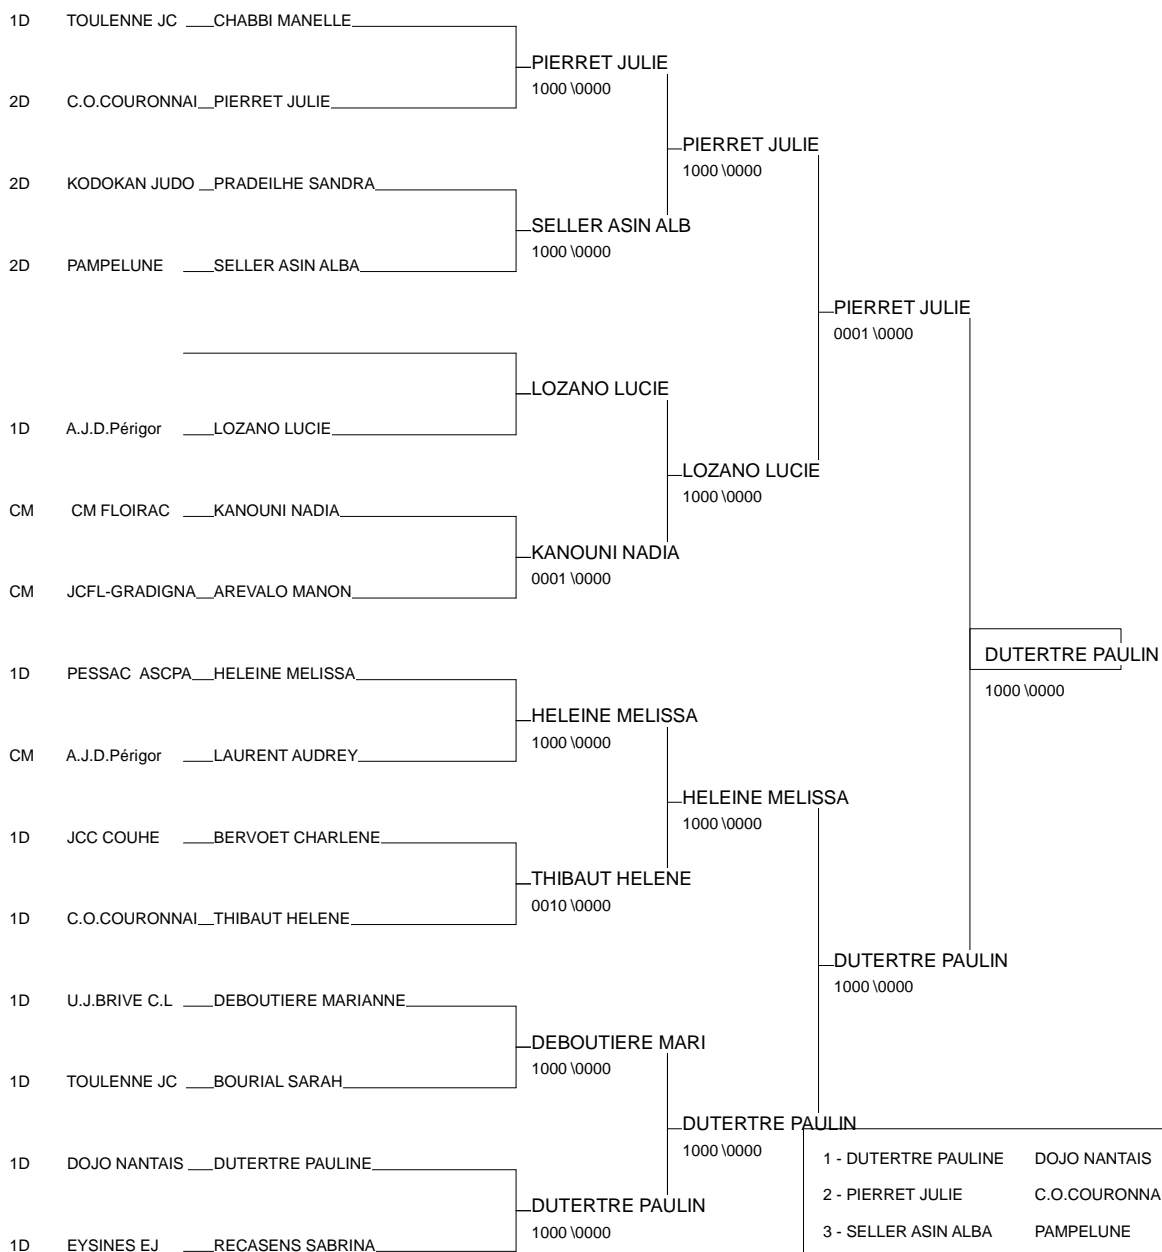 1D TOULENNE JC CHABBI MANELLE
PIERRET JULIE
1000 \0000
2D C.O.COURONNAI PIERRET JULIE
PIERRET JULIE
1000 \0000
2D KODOKAN JUDO PRADEILHE SANDRA
SELLER ASIN ALB
1000 \0000
2D PAMPELUNE SELLER ASIN ALBA
PIERRET JULIE
0001 \0000
LOZANO LUCIE
1D A.J.D.Périgor LOZANO LUCIE
LOZANO LUCIE
1000 \0000
CM CM FLOIRAC KANOUNI NADIA
KANOUNI NADIA
0001 \0000
CM JCFL-GRADIGNA AREVALO MANON
DUTERTRE PAULIN
1000 \0000
1D PESSAC ASCPA HELEINE MELISSA
HELEINE MELISSA
1000 \0000
CM A.J.D.Périgor LAURENT AUDREY
HELEINE MELISSA
1000 \0000
1D JCC COUHE BERVOET CHARLENE
THIBAUT HELENE
0010 \0000
1D C.O.COURONNAI THIBAUT HELENE
DUTERTRE PAULIN
1000 \0000
1D U.J.BRIVE C.L DEBOUTIERE MARIANNE
DEBOUTIERE MARI
1000 \0000
1D TOULENNE JC BOURIAL SARAH
DUTERTRE PAULIN
1000 \0000
1D DOJO NANTAIS DUTERTRE PAULINE
DUTERTRE PAULIN
1000 \0000
1D EYSINES EJ RECASENS SABRINA
1 - DUTERTRE PAULINE DOJO NANTAIS
2 - PIERRET JULIE C.O.COURONNA
3 - SELLER ASIN ALBA PAMPELUNE